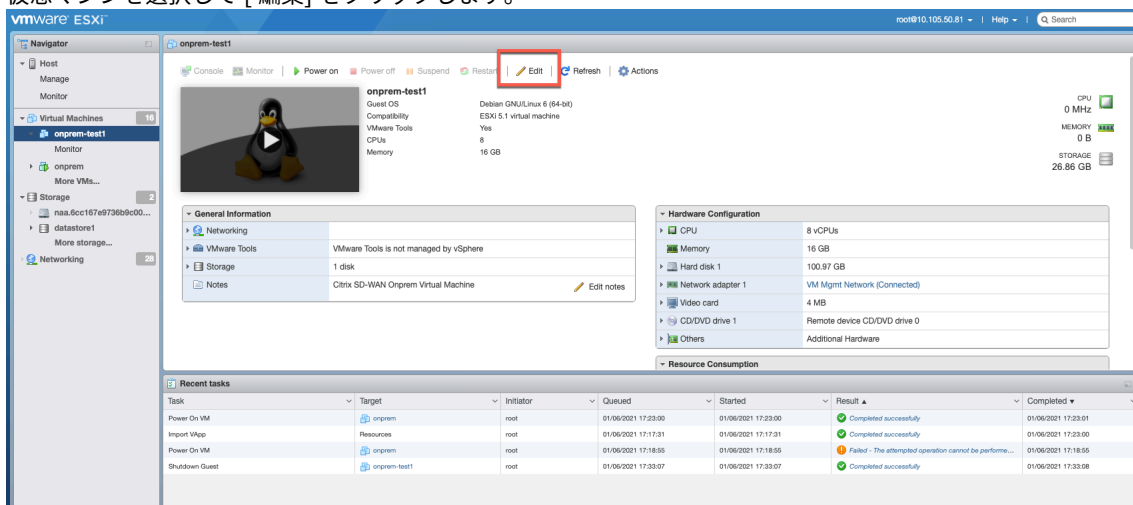 仮想マシンを選択して [ 編集] をクリックします。
vmware ESXi
root@10.105.50.81 | Help | Search
Navigator
Host
Manage
Monitor
Virtual Machines 16
onprem-test1
Monitor
onprem
More VMs...
Storage 2
naa.6cc167e9736b9c00...
datastore1
More storage...
Networking 28
onprem-test1
Console Monitor | Power on Power off Suspend Restart | Edit | Refresh | Actions
onprem-test1
Guest OS Debian GNU/Linux 6 (64-bit)
Compatibility ESXi 5.1 virtual machine
VMware Tools Yes
CPUs 8
Memory 16 GB
CPU
0 MHz
MEMORY
0 B
STORAGE
26.86 GB
General Information
Networking
VMware Tools VMware Tools is not managed by vSphere
Storage 1 disk
Notes Citrix SD-WAN Onprem Virtual Machine Edit notes
Hardware Configuration
CPU 8 vCPUs
Memory 16 GB
Hard disk 1 100.97 GB
Network adapter 1 VM Mgmt Network (Connected)
Video card 4 MB
CD/DVD drive 1 Remote device CD/DVD drive 0
Others Additional Hardware
Resource Consumption
Recent tasks
Task Target Initiator Queued Started Result Completed
Power On VM onprem root 01/06/2021 17:23:00 01/06/2021 17:23:00 Completed successfully 01/06/2021 17:23:01
Import VApp Resources root 01/06/2021 17:17:31 01/06/2021 17:17:31 Completed successfully 01/06/2021 17:23:00
Power On VM onprem root 01/06/2021 17:18:55 01/06/2021 17:18:55 Failed - The attempted operation cannot be performe... 01/06/2021 17:18:55
Shutdown Guest onprem-test1 root 01/06/2021 17:33:07 01/06/2021 17:33:07 Completed successfully 01/06/2021 17:33:08